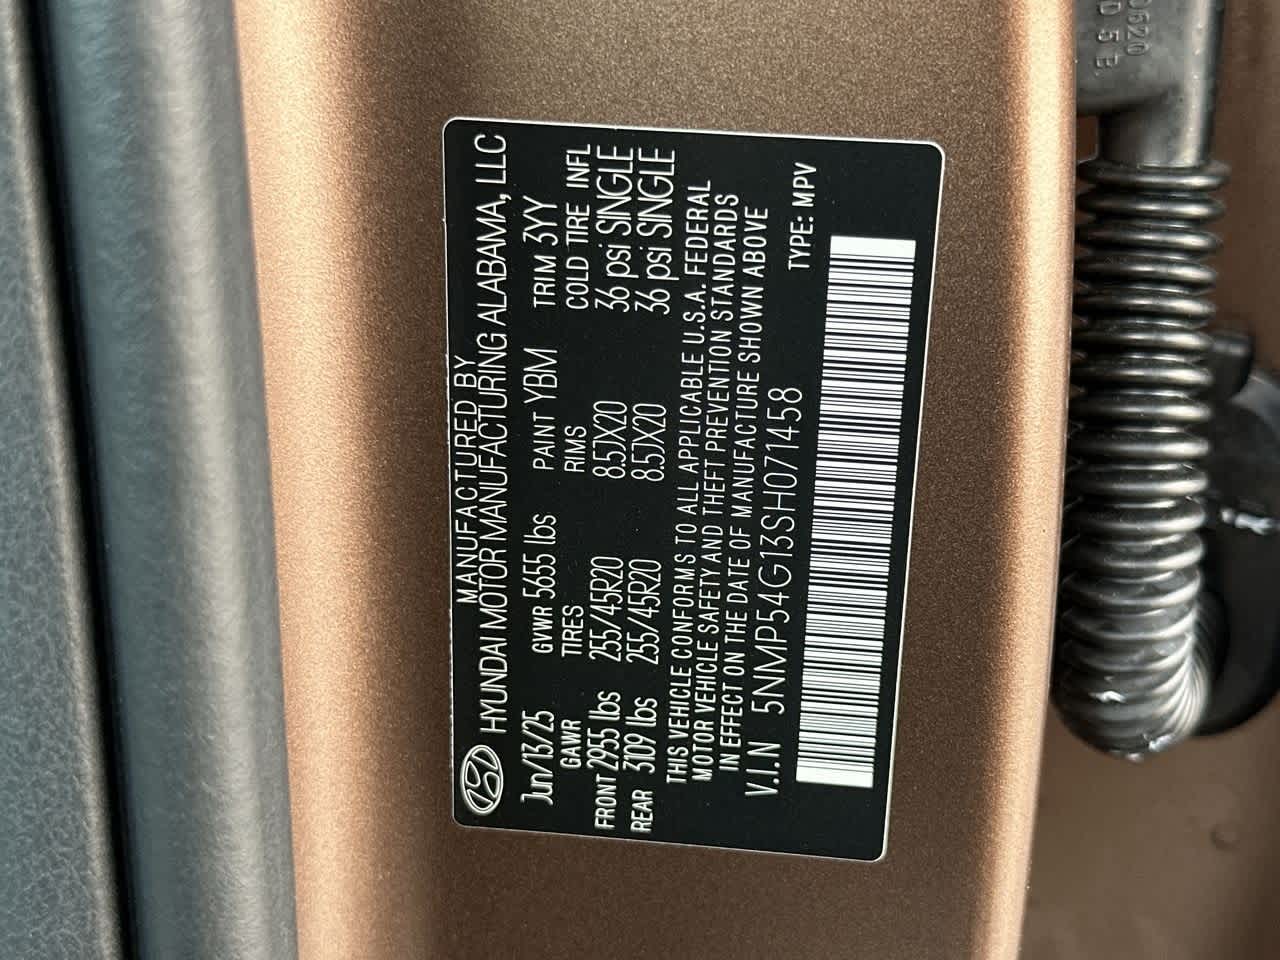 MANUFACTURED BY
HYUNDAI MOTOR MANUFACTURING ALABAMA, LLC
Jun/13/25 GVWR 5655 lbs PAINT YBM TRIM 3YY
GAWR TIRES RIMS COLD TIRE INFL
FRONT 2955 lbs 255/45R20 8.5JX20 36 psi SINGLE
REAR 3109 lbs 255/45R20 8.5JX20 36 psi SINGLE
THIS VEHICLE CONFORMS TO ALL APPLICABLE U.S.A. FEDERAL
MOTOR VEHICLE SAFETY AND THEFT PREVENTION STANDARDS
IN EFFECT ON THE DATE OF MANUFACTURE SHOWN ABOVE
V.I.N 5NMP54G13SH071458 TYPE: MPV